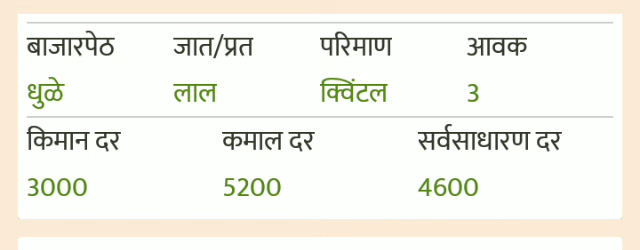 बाजारपेठ जात/प्रत परिमाण आवक
धुळे लाल क्विंटल 3
किमान दर कमाल दर सर्वसाधारण दर
3000 5200 4600